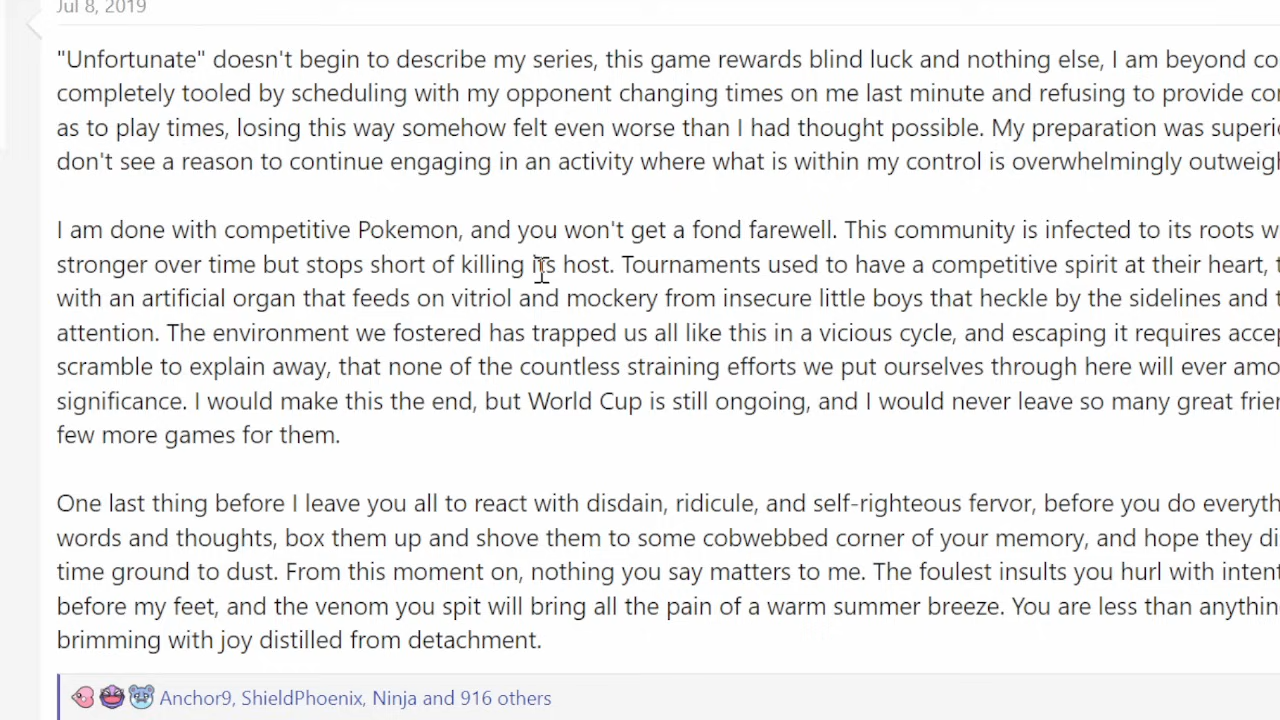 Jul 8, 2019
"Unfortunate" doesn't begin to describe my series, this game rewards blind luck and nothing else, I am beyond co
completely tooled by scheduling with my opponent changing times on me last minute and refusing to provide co
as to play times, losing this way somehow felt even worse than I had thought possible. My preparation was superi
don't see a reason to continue engaging in an activity where what is within my control is overwhelmingly outweigh
I am done with competitive Pokemon, and you won't get a fond farewell. This community is infected to its roots w
stronger over time but stops short of killing its host. Tournaments used to have a competitive spirit at their heart, t
with an artificial organ that feeds on vitriol and mockery from insecure little boys that heckle by the sidelines and t
attention. The environment we fostered has trapped us all like this in a vicious cycle, and escaping it requires accep
scramble to explain away, that none of the countless straining efforts we put ourselves through here will ever amo
significance. I would make this the end, but World Cup is still ongoing, and I would never leave so many great frien
few more games for them.
One last thing before I leave you all to react with disdain, ridicule, and self-righteous fervor, before you do everyth
words and thoughts, box them up and shove them to some cobwebbed corner of your memory, and hope they di
time ground to dust. From this moment on, nothing you say matters to me. The foulest insults you hurl with intent
before my feet, and the venom you spit will bring all the pain of a warm summer breeze. You are less than anythin
brimming with joy distilled from detachment.
Anchor9, ShieldPhoenix, Ninja and 916 others